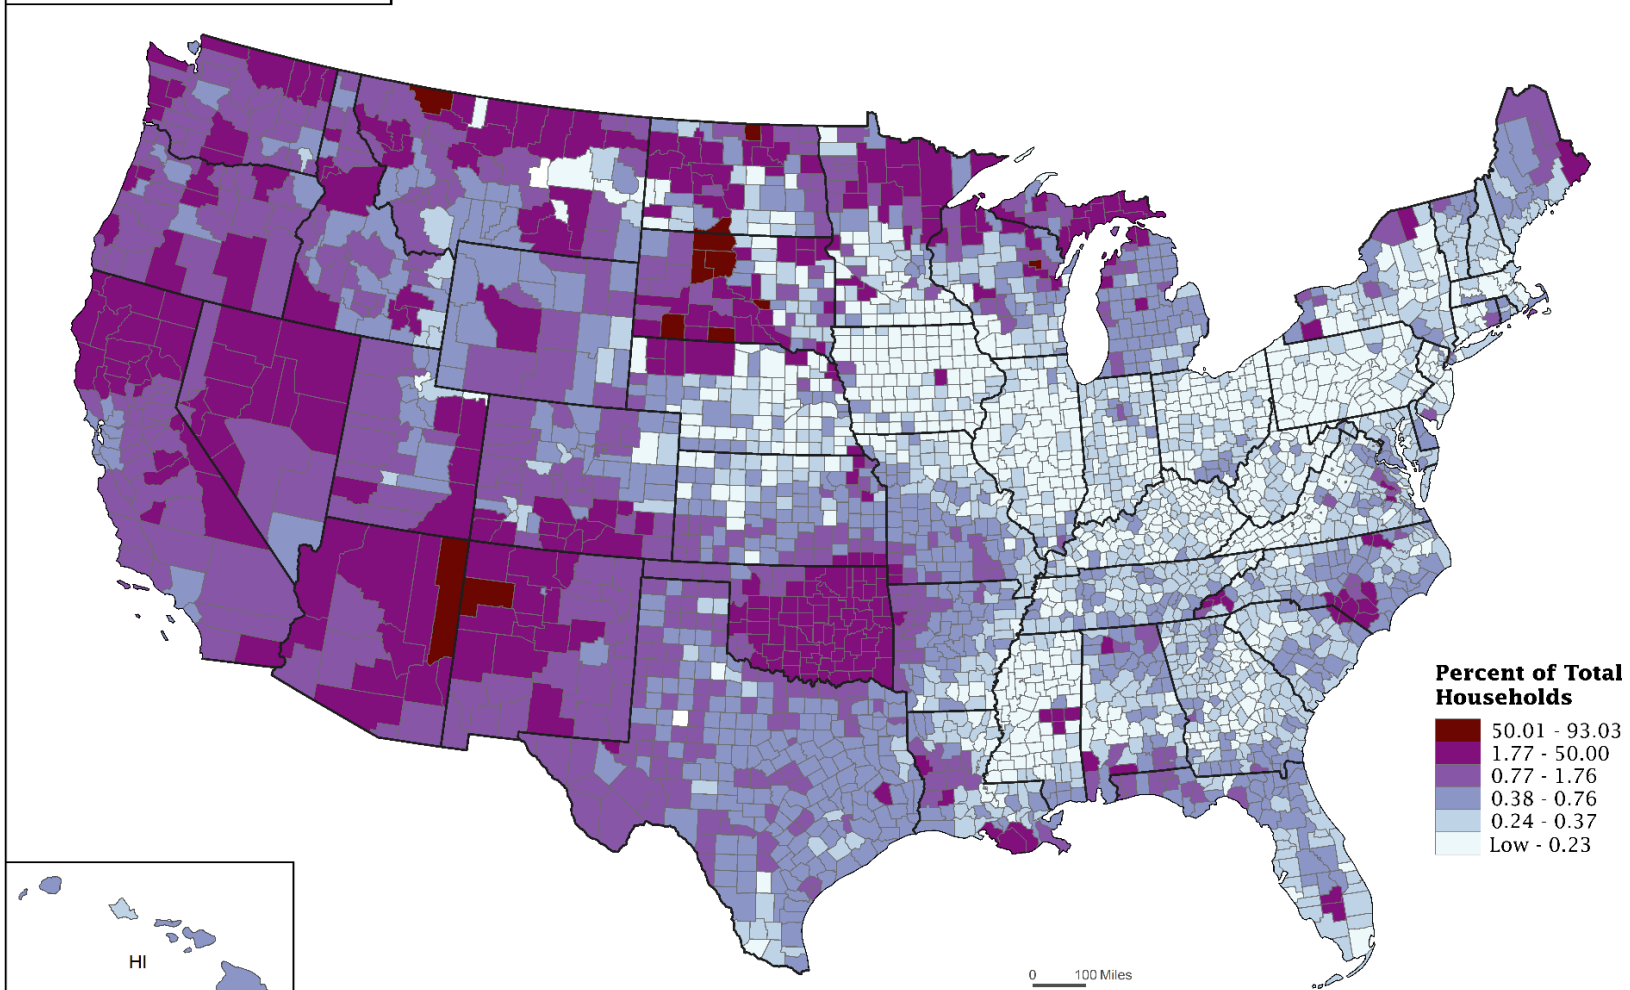 Percent of Total
Households
50.01 - 93.03
1.77 - 50.00
0.77 - 1.76
0.38 - 0.76
0.24 - 0.37
Low - 0.23
HI
0 100 Miles